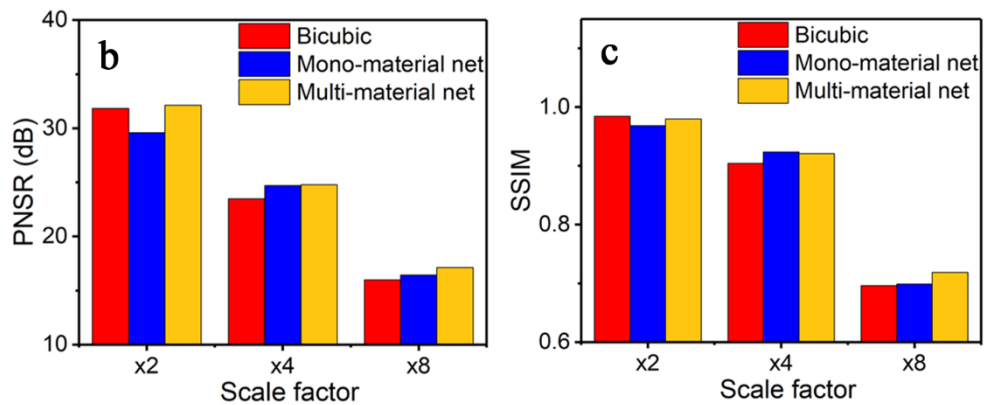 b
Bicubic
Mono-material net
Multi-material net
PNSR (dB)
40
30
20
10
x2
x4
x8
Scale factor
c
Bicubic
Mono-material net
Multi-material net
SSIM
1.0
0.8
0.6
x2
x4
x8
Scale factor